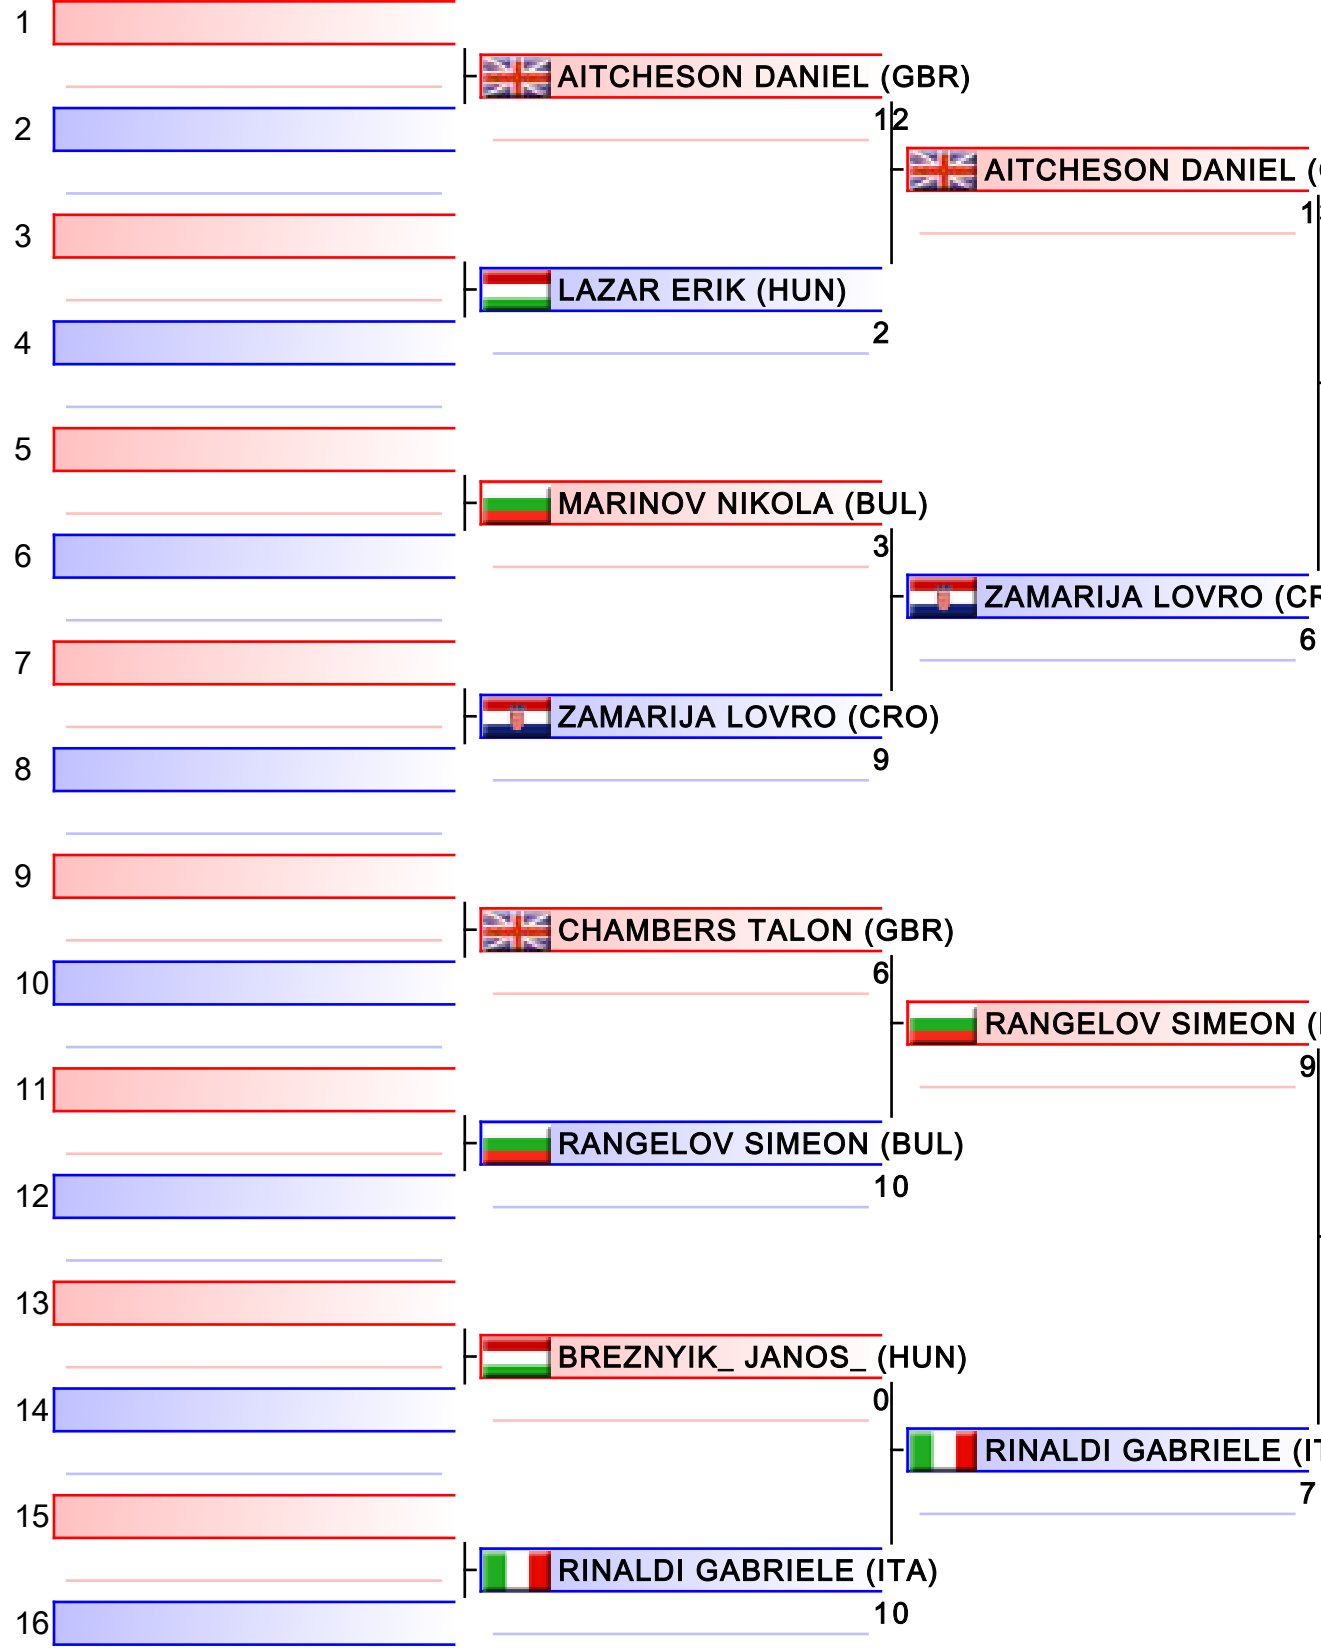 1
AITCHESON DANIEL (GBR)
12
2
AITCHESON DANIEL (
3
LAZAR ERIK (HUN)
2
4
5
MARINOV NIKOLA (BUL)
3
6
ZAMARIJA LOVRO (CR
6
7
ZAMARIJA LOVRO (CRO)
9
8
9
CHAMBERS TALON (GBR)
6
10
RANGELOV SIMEON (
9
11
RANGELOV SIMEON (BUL)
10
12
13
BREZNYIK_ JANOS_ (HUN)
0
14
RINALDI GABRIELE (IT
7
15
RINALDI GABRIELE (ITA)
10
16